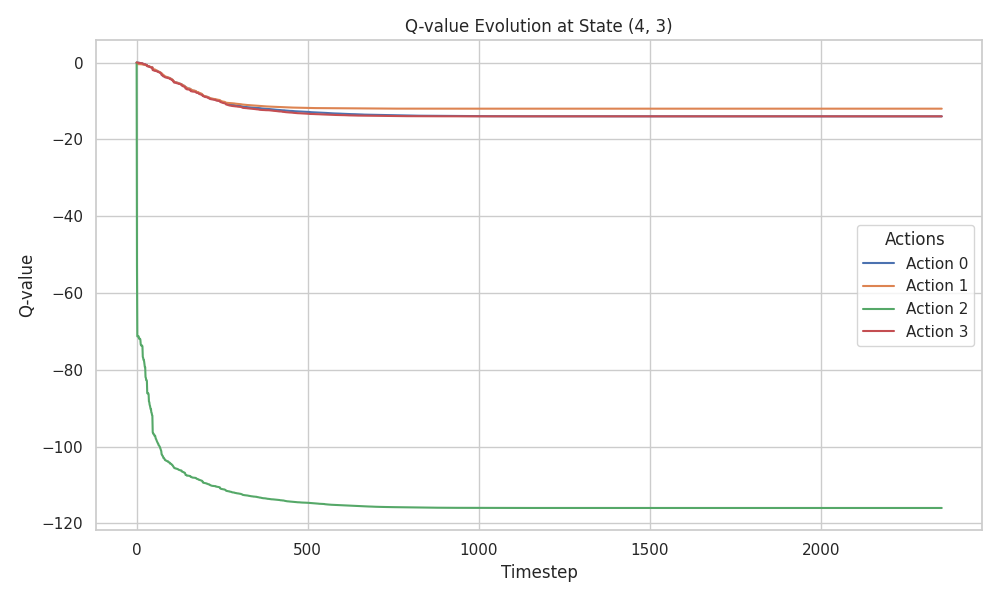 Q-value Evolution at State (4, 3)
Q-value
0
−20
−40
−60
−80
−100
−120
Actions
Action 0
Action 1
Action 2
Action 3
0
500
1000
1500
2000
Timestep